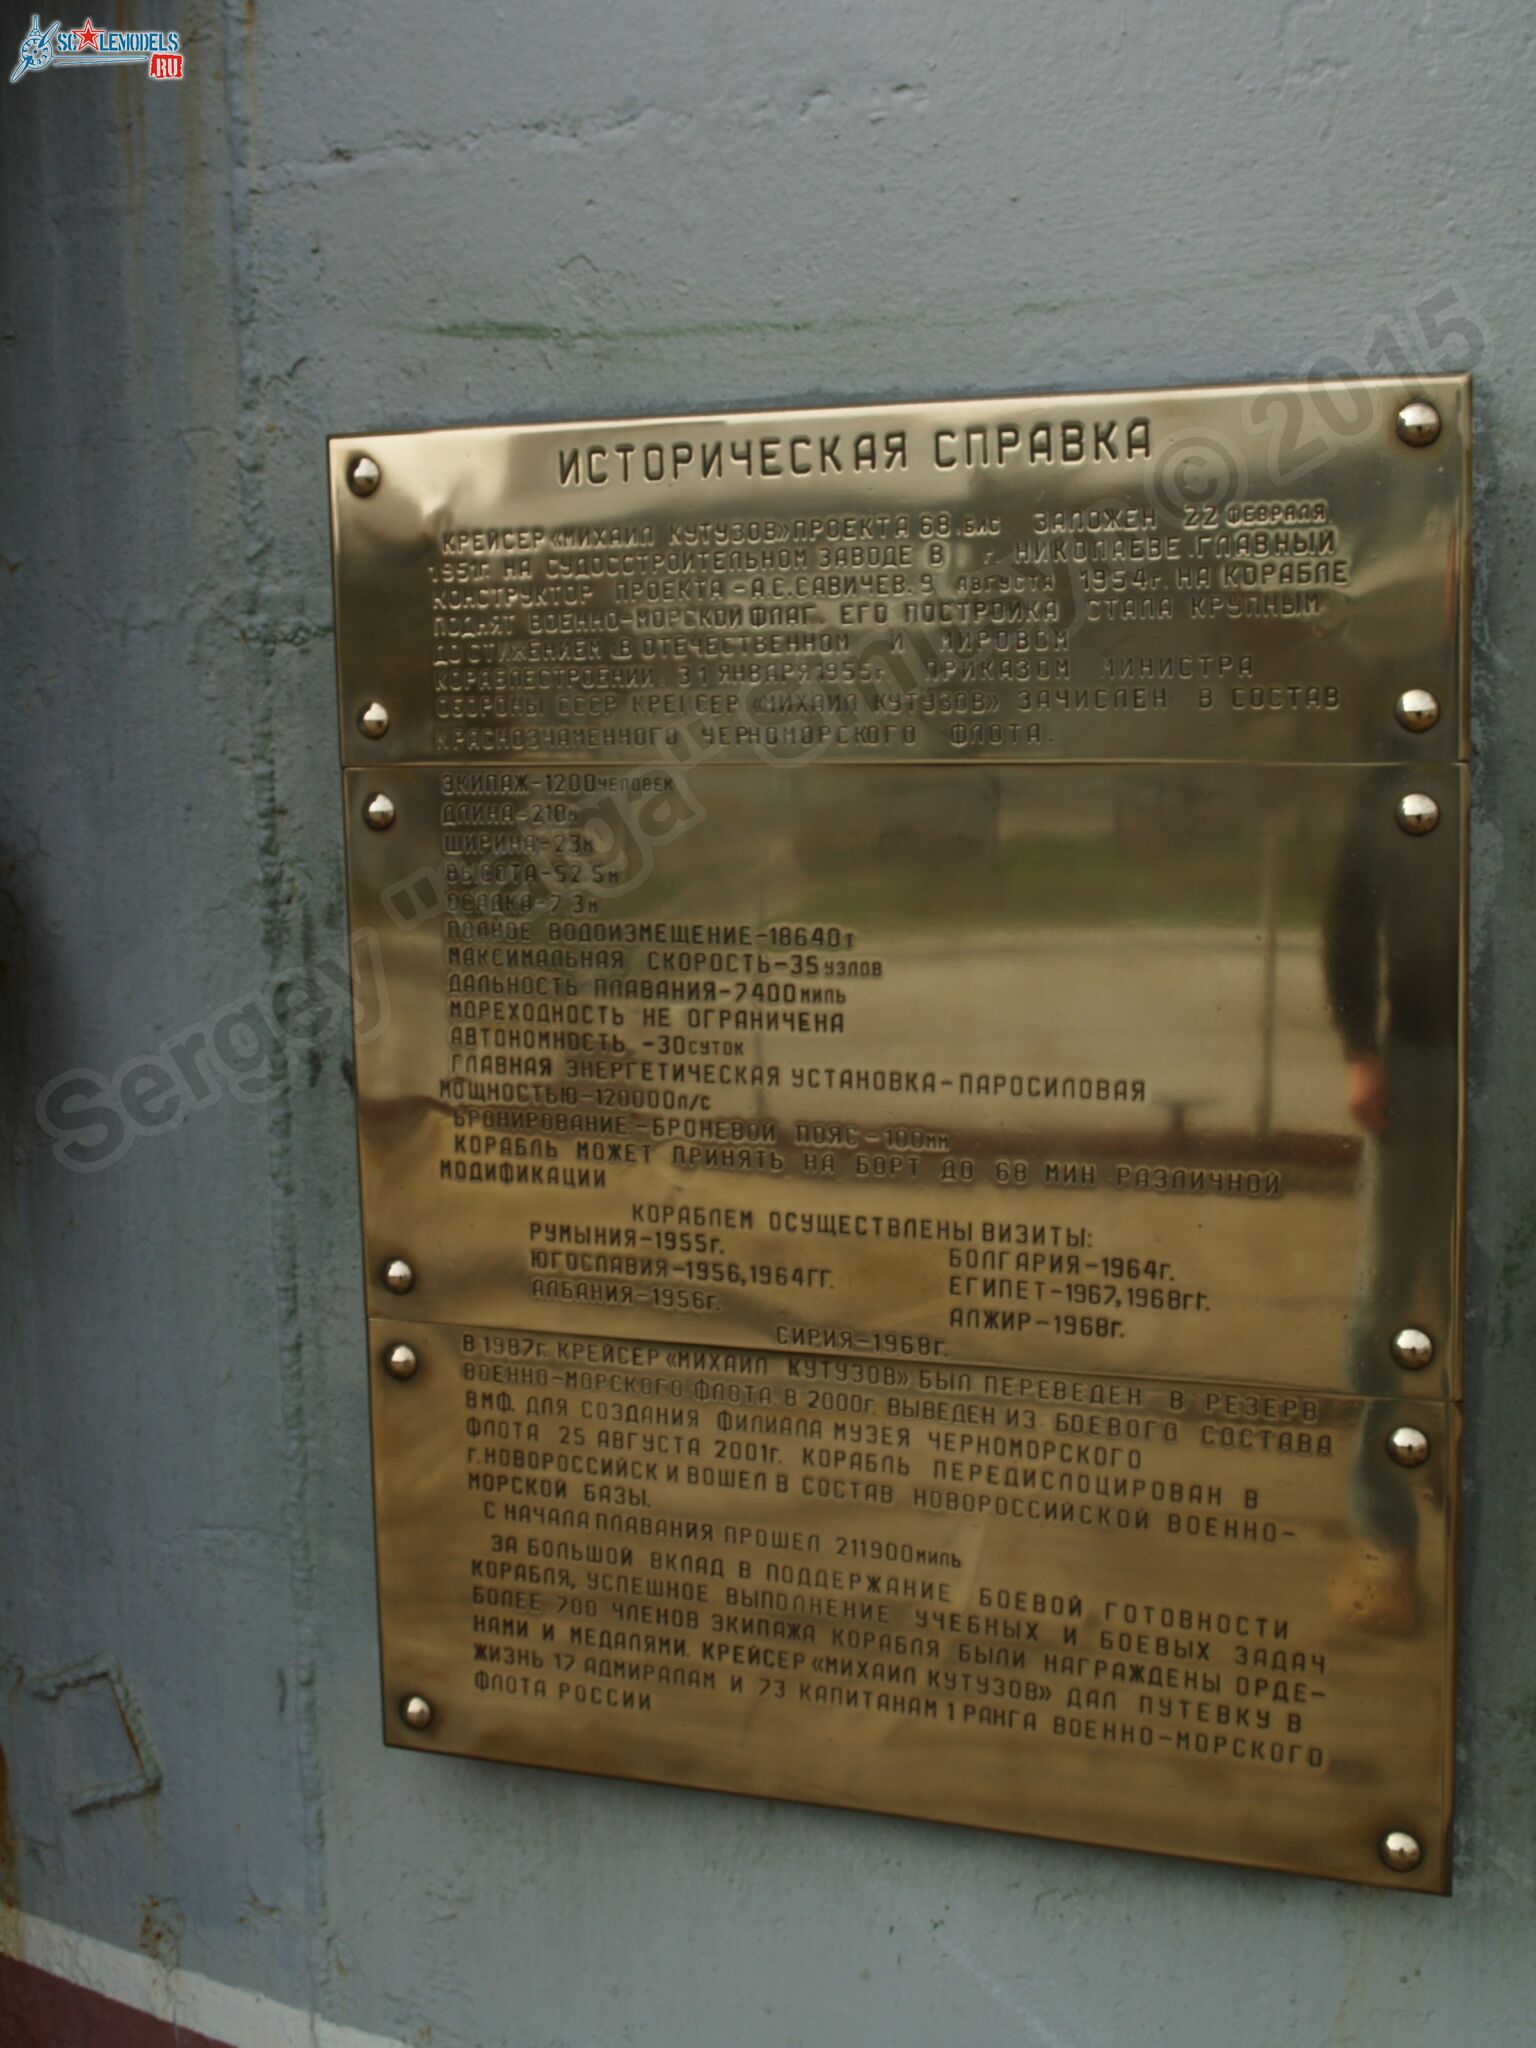 SCALEMODELS
RU
ИСТОРИЧЕСКАЯ СПРАВКА
КРЕЙСЕР «МИХАИЛ КУТУЗОВ» ПРОЕКТА 68 БИС ЗАЛОЖЕН 22 ФЕВРАЛЯ
1951Г. НА СУДОССТРОИТЕЛЬНОМ ЗАВОДЕ В Г. НИКОЛАЕВЕ. ГЛАВНЫЙ
КОНСТРУКТОР ПРОЕКТА – А.С.САВИЧЕВ. 9 АВГУСТА 1954г. НА КОРАБЛЕ
ПОДНЯТ ВОЕННО-МОРСКОЙ ФЛАГ. ЕГО ПОСТРОЙКА СТАЛА КРУПНЫМ
ДОСТИЖЕНИЕМ В ОТЕЧЕСТВЕННОМ И МИРОВОМ
КОРАБЛЕСТРОЕНИИ. 31 ЯНВАРЯ 1955г. ПРИКАЗОМ МИНИСТРА
ОБОРОНЫ СССР КРЕЙСЕР «МИХАИЛ КУТУЗОВ» ЗАЧИСЛЕН В СОСТАВ
КРАСНОЗНАМЕННОГО ЧЕРНОМОРСКОГО ФЛОТА.
ЭКИПАЖ-1200 ЧЕЛОВЕК
ДЛИНА-210м
ШИРИНА-23м
ВЫСОТА-52.5м
ОСАДКА-7.3м
ПОЛНОЕ ВОДОИЗМЕЩЕНИЕ-18640т
МАКСИМАЛЬНАЯ СКОРОСТЬ-35 УЗЛОВ
ДАЛЬНОСТЬ ПЛАВАНИЯ-7400 МИЛЬ
МОРЕХОДНОСТЬ НЕ ОГРАНИЧЕНА
АВТОНОМНОСТЬ -30 СУТОК
ГЛАВНАЯ ЭНЕРГЕТИЧЕСКАЯ УСТАНОВКА-ПАРОСИЛОВАЯ
МОЩНОСТЬЮ-120000л/с
БРОНИРОВАНИЕ:-БРОНЕВОЙ ПОЯС-100мм
КОРАБЛЬ МОЖЕТ ПРИНЯТЬ НА БОРТ ДО 68 МИН РАЗЛИЧНОЙ
МОДИФИКАЦИИ
КОРАБЛЕМ ОСУЩЕСТВЛЕНЫ ВИЗИТЫ:
РУМЫНИЯ-1955г. БОЛГАРИЯ-1964г.
ЮГОСЛАВИЯ-1956,1964ГГ. ЕГИПЕТ-1967,1968гг.
АЛБАНИЯ-1956г. АЛЖИР-1968г.
СИРИЯ-1968г.
В 1987г. КРЕЙСЕР «МИХАИЛ КУТУЗОВ» БЫЛ ПЕРЕВЕДЕН В РЕЗЕРВ
ВОЕННО-МОРСКОГО ФЛОТА. В 2000г. ВЫВЕДЕН ИЗ БОЕВОГО СОСТАВА
ВМФ. ДЛЯ СОЗДАНИЯ ФИЛИАЛА МУЗЕЯ ЧЕРНОМОРСКОГО
ФЛОТА 25 АВГУСТА 2001г. КОРАБЛЬ ПЕРЕДИСЛОЦИРОВАН В
г.НОВОРОССИЙСК И ВОШЕЛ В СОСТАВ НОВОРОССИЙСКОЙ ВОЕННО-
МОРСКОЙ БАЗЫ.
С НАЧАЛА ПЛАВАНИЯ ПРОШЕЛ 211900 МИЛЬ
ЗА БОЛЬШОЙ ВКЛАД В ПОДДЕРЖАНИЕ БОЕВОЙ ГОТОВНОСТИ
КОРАБЛЯ, УСПЕШНОЕ ВЫПОЛНЕНИЕ УЧЕБНЫХ И БОЕВЫХ ЗАДАЧ
БОЛЕЕ 700 ЧЛЕНОВ ЭКИПАЖА КОРАБЛЯ БЫЛИ НАГРАЖДЕНЫ ОРДЕ-
НАМИ И МЕДАЛЯМИ. КРЕЙСЕР «МИХАИЛ КУТУЗОВ» ДАЛ ПУТЕВКУ В
ЖИЗНЬ 17 АДМИРАЛАМ И 73 КАПИТАНАМ 1 РАНГА ВОЕННО-МОРСКОГО
ФЛОТА РОССИИ
Sergey © 2015